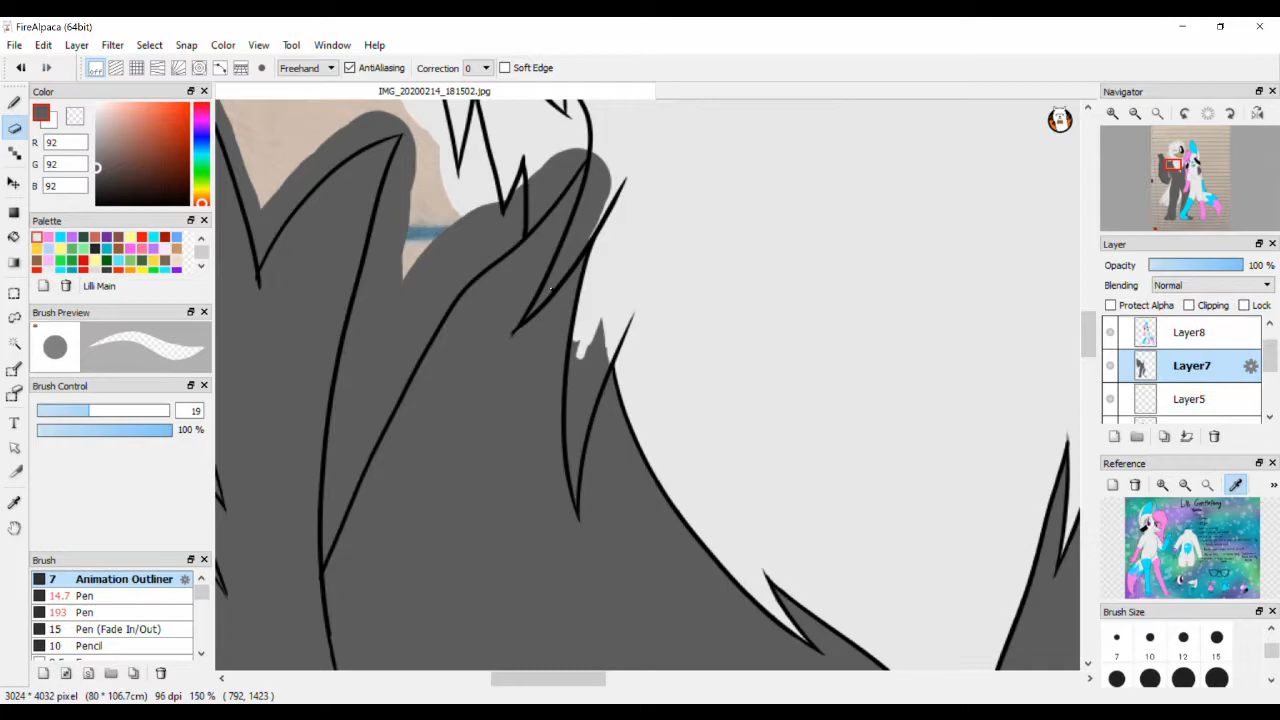 FireAlpaca (64bit)
File Edit Layer Filter Select Snap Color View Tool Window Help
off Freehand AntiAliasing Correction 0 Soft Edge
Color
IMG_20200214_181502.jpg
Navigator
R 92
G 92
B 92
Palette
Lilli Main
Layer
Opacity 100 %
Blending Normal
Protect Alpha Clipping Lock
Layer8
Layer7
Layer5
Brush Preview
Brush Control
19
100 %
Reference
Brush
7 Animation Outliner
14.7 Pen
193 Pen
15 Pen (Fade In/Out)
10 Pencil
Brush Size
7 10 12 15
3024 * 4032 pixel (80 * 106.7cm) 96 dpi 150 % ( 792, 1423 )